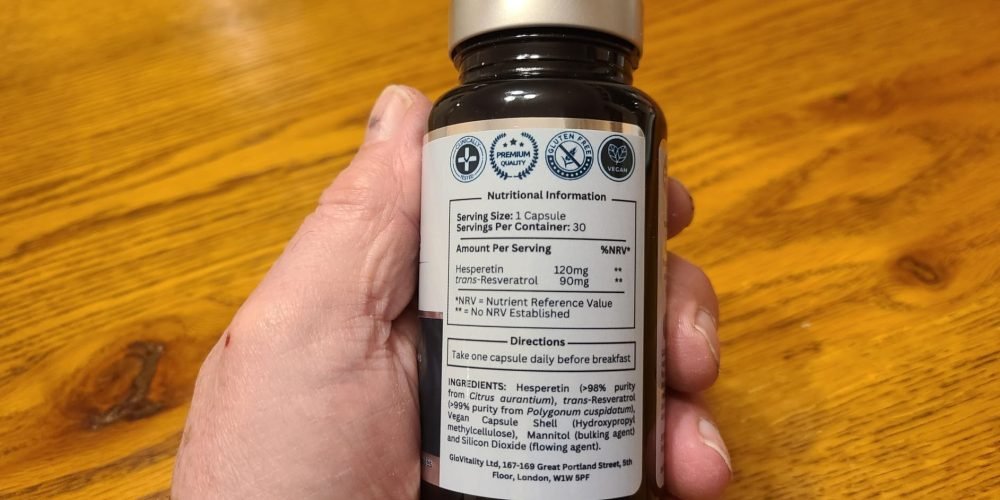 CLINICALLY
TESTED
PREMIUM
QUALITY
GLUTEN FREE
VEGAN
Nutritional Information
Serving Size: 1 Capsule
Servings Per Container: 30
Amount Per Serving %NRV*
Hesperetin 120mg **
trans-Resveratrol 90mg **
*NRV = Nutrient Reference Value
** = No NRV Established
Directions
Take one capsule daily before breakfast
INGREDIENTS: Hesperetin (>98% purity
from Citrus aurantium), trans-Resveratrol
(>99% purity from Polygonum cuspidatum),
Vegan Capsule Shell (Hydroxypropyl
methylcellulose), Mannitol (bulking agent)
and Silicon Dioxide (flowing agent).
GloVitality Ltd, 167-169 Great Portland Street, 5th
Floor, London, W1W 5PF